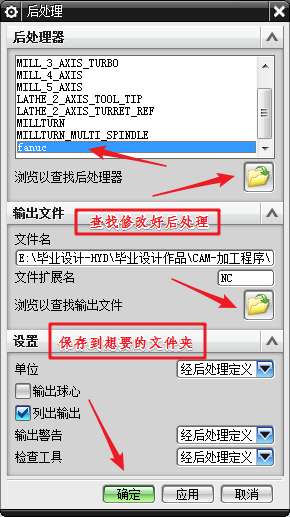 后处理
后处理器
MILL_3_AXIS_TURBO
MILL_4_AXIS
MILL_5_AXIS
LATHE_2_AXIS_TOOL_TIP
LATHE_2_AXIS_TURRET_REF
MILLTURN
MILLTURN_MULTI_SPINDLE
fanuc
浏览以查找后处理器
输出文件
查找修改好后处理
文件名
E:\毕业设计-HYD\毕业设计作品\CAM-加工程序\
文件扩展名 NC
浏览以查找输出文件
设置
保存到想要的文件夹
单位 经后处理定义
输出球心
列出输出
输出警告 经后处理定义
检查工具 经后处理定义
确定 应用 取消